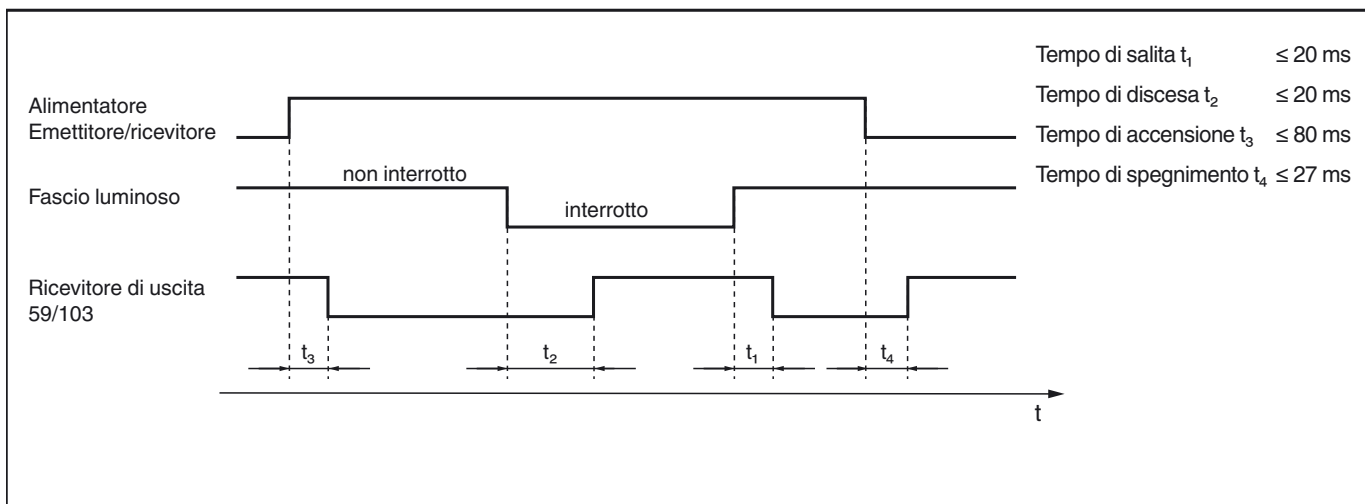 Tempo di salita t₁ ≤ 20 ms
Alimentatore
Emettitore/ricevitore
Tempo di discesa t₂ ≤ 20 ms
Tempo di accensione t₃ ≤ 80 ms
Tempo di spegnimento t₄ ≤ 27 ms
non interrotto
Fascio luminoso
interrotto
Ricevitore di uscita
59/103
t₃
t₂
t₁
t₄
t